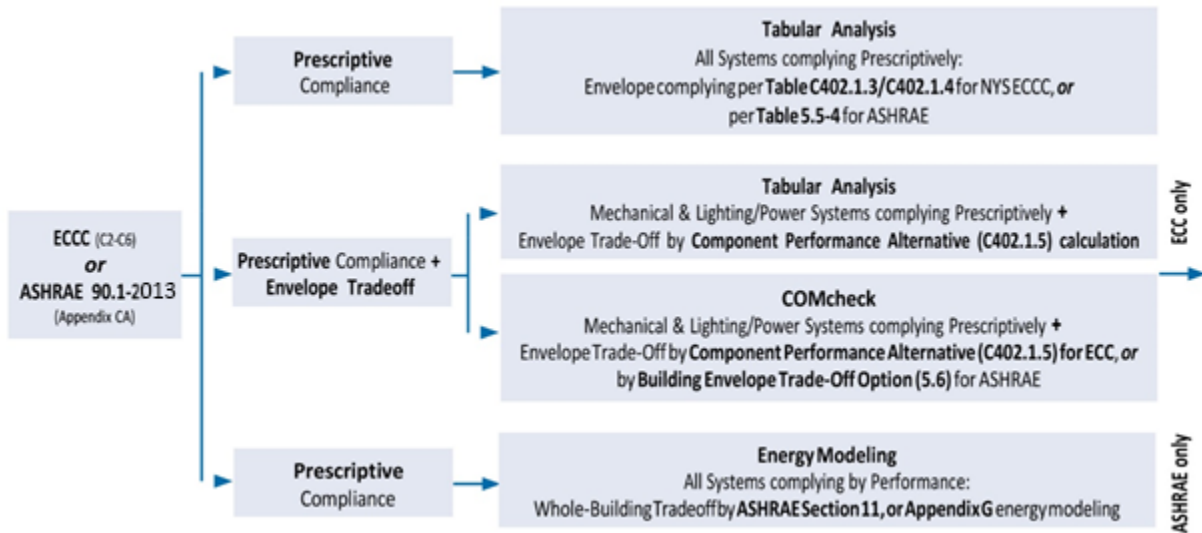 ECCC (C2-C6)
or
ASHRAE 90.1-2013
(Appendix CA)
Prescriptive
Compliance
Tabular Analysis
All Systems complying Prescriptively:
Envelope complying per Table C402.1.3/C402.1.4 for NYS ECCC, or
per Table 5.5-4 for ASHRAE
Prescriptive Compliance +
Envelope Tradeoff
Tabular Analysis
Mechanical & Lighting/Power Systems complying Prescriptively +
Envelope Trade-Off by Component Performance Alternative (C402.1.5) calculation
ECC only
COMcheck
Mechanical & Lighting/Power Systems complying Prescriptively +
Envelope Trade-Off by Component Performance Alternative (C402.1.5) for ECC, or
by Building Envelope Trade-Off Option (5.6) for ASHRAE
Prescriptive
Compliance
Energy Modeling
All Systems complying by Performance:
Whole-Building Tradeoff by ASHRAE Section 11, or Appendix G energy modeling
ASHRAE only